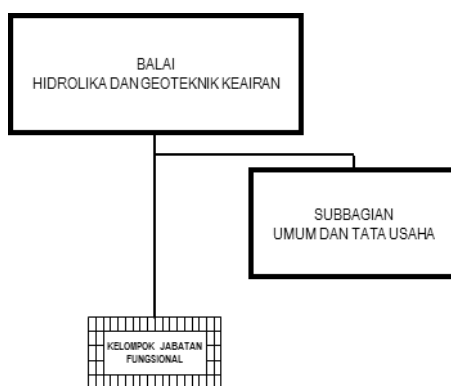 BALAI
HIDROLIKA DAN GEOTEKNIK KEAIRAN
SUBBAGIAN
UMUM DAN TATA USAHA
KELOMPOK JABATAN
FUNGSIONAL